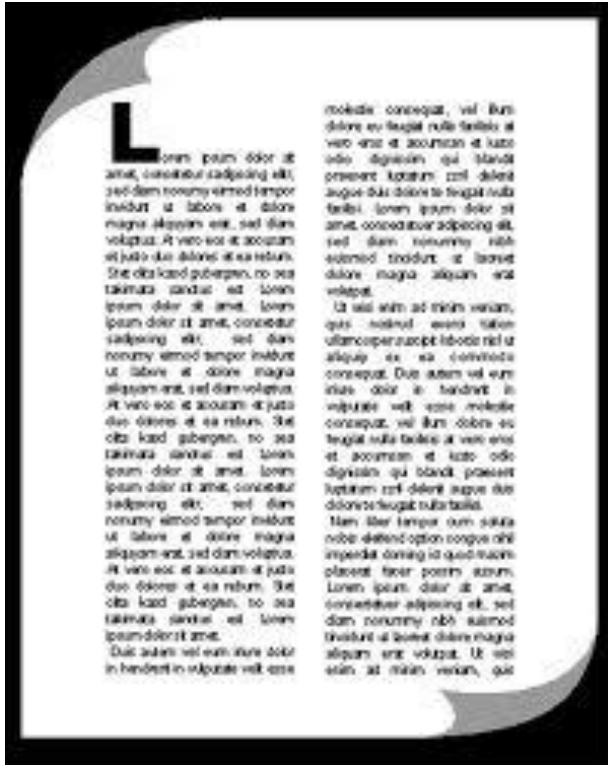 Lorem ipsum dolor sit
amet, consetetur sadipscing elitr,
sed diam nonumy eirmod tempor
invidunt ut labore et dolore
magna aliquyam erat, sed diam
voluptua. At vero eos et accusam
et justo duo dolores et ea rebum.
Stet clita kasd gubergren, no sea
takimata sanctus est Lorem
ipsum dolor sit amet. Lorem
ipsum dolor sit amet, consetetur
sadipscing elitr, sed diam
nonumy eirmod tempor invidunt
ut labore et dolore magna
aliquyam erat, sed diam voluptua.
At vero eos et accusam et justo
duo dolores et ea rebum. Stet
clita kasd gubergren, no sea
takimata sanctus est Lorem
ipsum dolor sit amet. Lorem
ipsum dolor sit amet, consetetur
sadipscing elitr, sed diam
nonumy eirmod tempor invidunt
ut labore et dolore magna
aliquyam erat, sed diam voluptua.
At vero eos et accusam et justo
duo dolores et ea rebum. Stet
clita kasd gubergren, no sea
takimata sanctus est Lorem
ipsum dolor sit amet.
Duis autem vel eum iriure dolor
in hendrerit in vulputate velit esse
molestie consequat, vel illum
dolore eu feugiat nulla facilisis at
vero eros et accumsan et iusto
odio dignissim qui blandit
praesent luptatum zzril delenit
augue duis dolore te feugait nulla
facilisi. Lorem ipsum dolor sit
amet, consectetuer adipiscing elit,
sed diam nonummy nibh
euismod tincidunt ut laoreet
dolore magna aliquam erat
volutpat.
Ut wisi enim ad minim veniam,
quis nostrud exerci tation
ullamcorper suscipit lobortis nisl ut
aliquip ex ea commodo
consequat. Duis autem vel eum
iriure dolor in hendrerit in
vulputate velit esse molestie
consequat, vel illum dolore eu
feugiat nulla facilisis at vero eros
et accumsan et iusto odio
dignissim qui blandit praesent
luptatum zzril delenit augue duis
dolore te feugait nulla facilisi.
Nam liber tempor cum soluta
nobis eleifend option congue nihil
imperdiet doming id quod mazim
placerat facer possim assum.
Lorem ipsum dolor sit amet,
consectetuer adipiscing elit, sed
diam nonummy nibh euismod
tincidunt ut laoreet dolore magna
aliquam erat volutpat. Ut wisi
enim ad minim veniam, quis